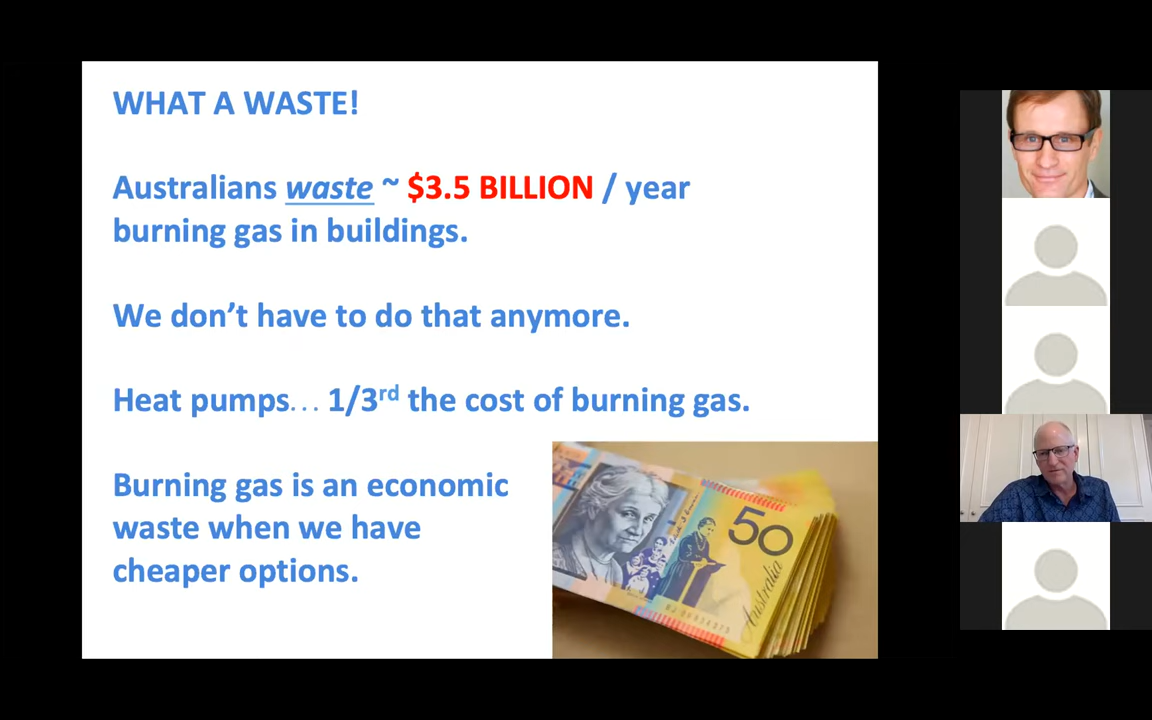 WHAT A WASTE!
Australians waste ~ $3.5 BILLION / year
burning gas in buildings.
We don’t have to do that anymore.
Heat pumps... 1/3rd the cost of burning gas.
Burning gas is an economic
waste when we have
cheaper options.
50
Australia